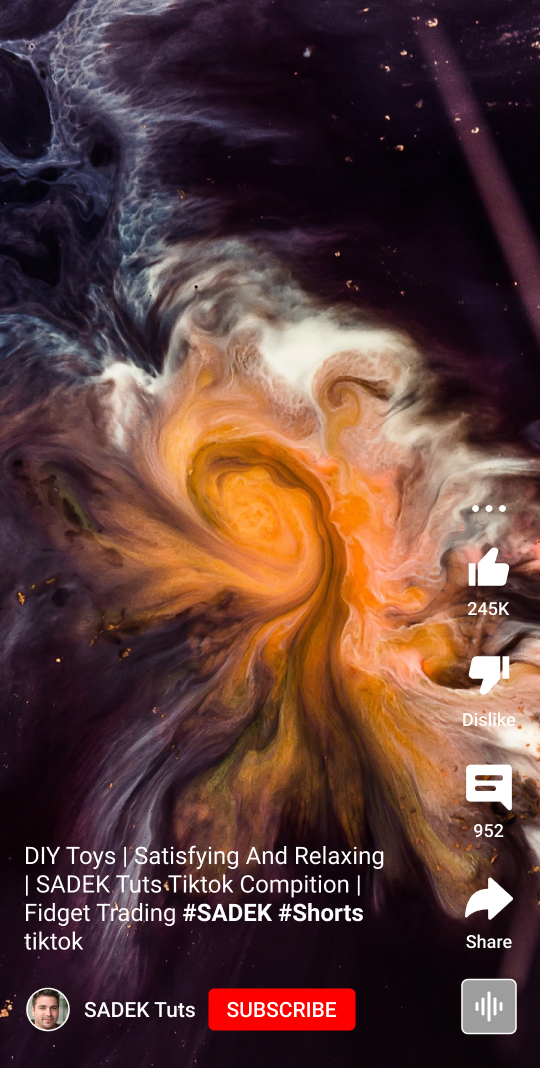 245K
Dislike
952
DIY Toys | Satisfying And Relaxing
| SADEK Tuts Tiktok Compition |
Fidget Trading #SADEK #Shorts
tiktok
Share
SADEK Tuts
SUBSCRIBE